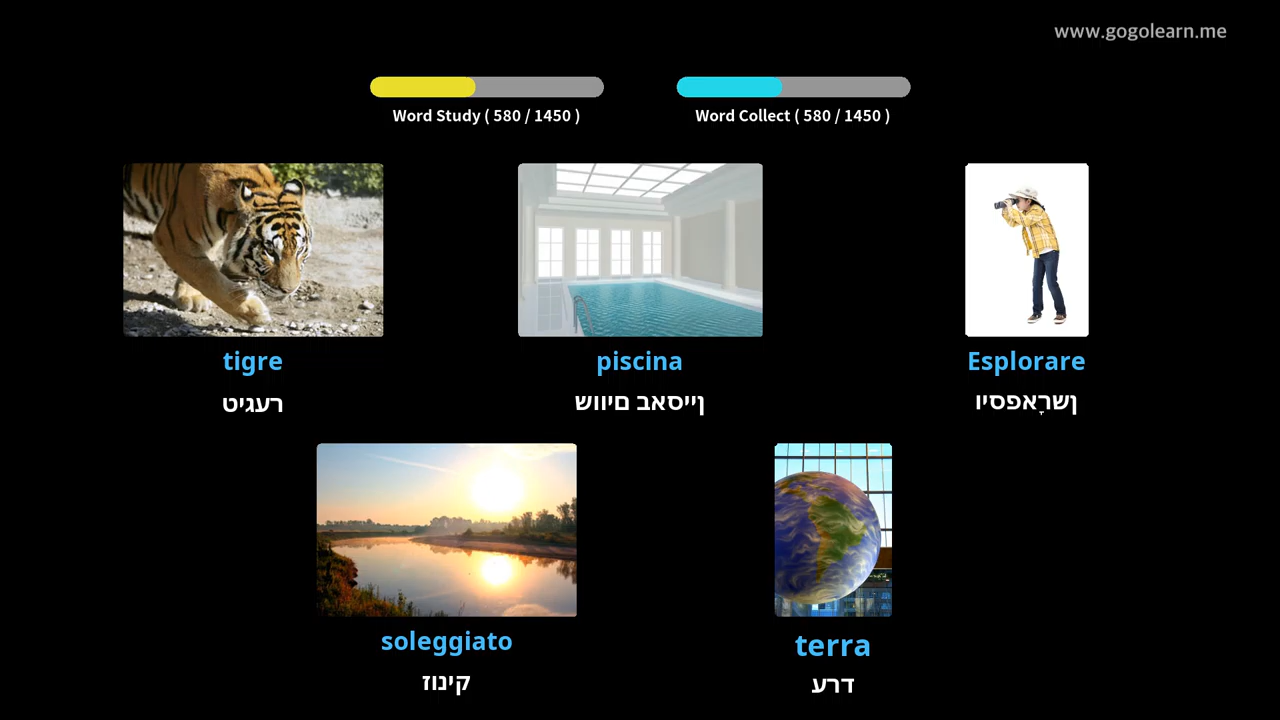 www.gogolearn.me
Word Study ( 580 / 1450 )
Word Collect ( 580 / 1450 )
tigre
רעגיט
piscina
ןייסאב םיווש
Esplorare
ןשרָאפסיו
soleggiato
קינוז
terra
דרע